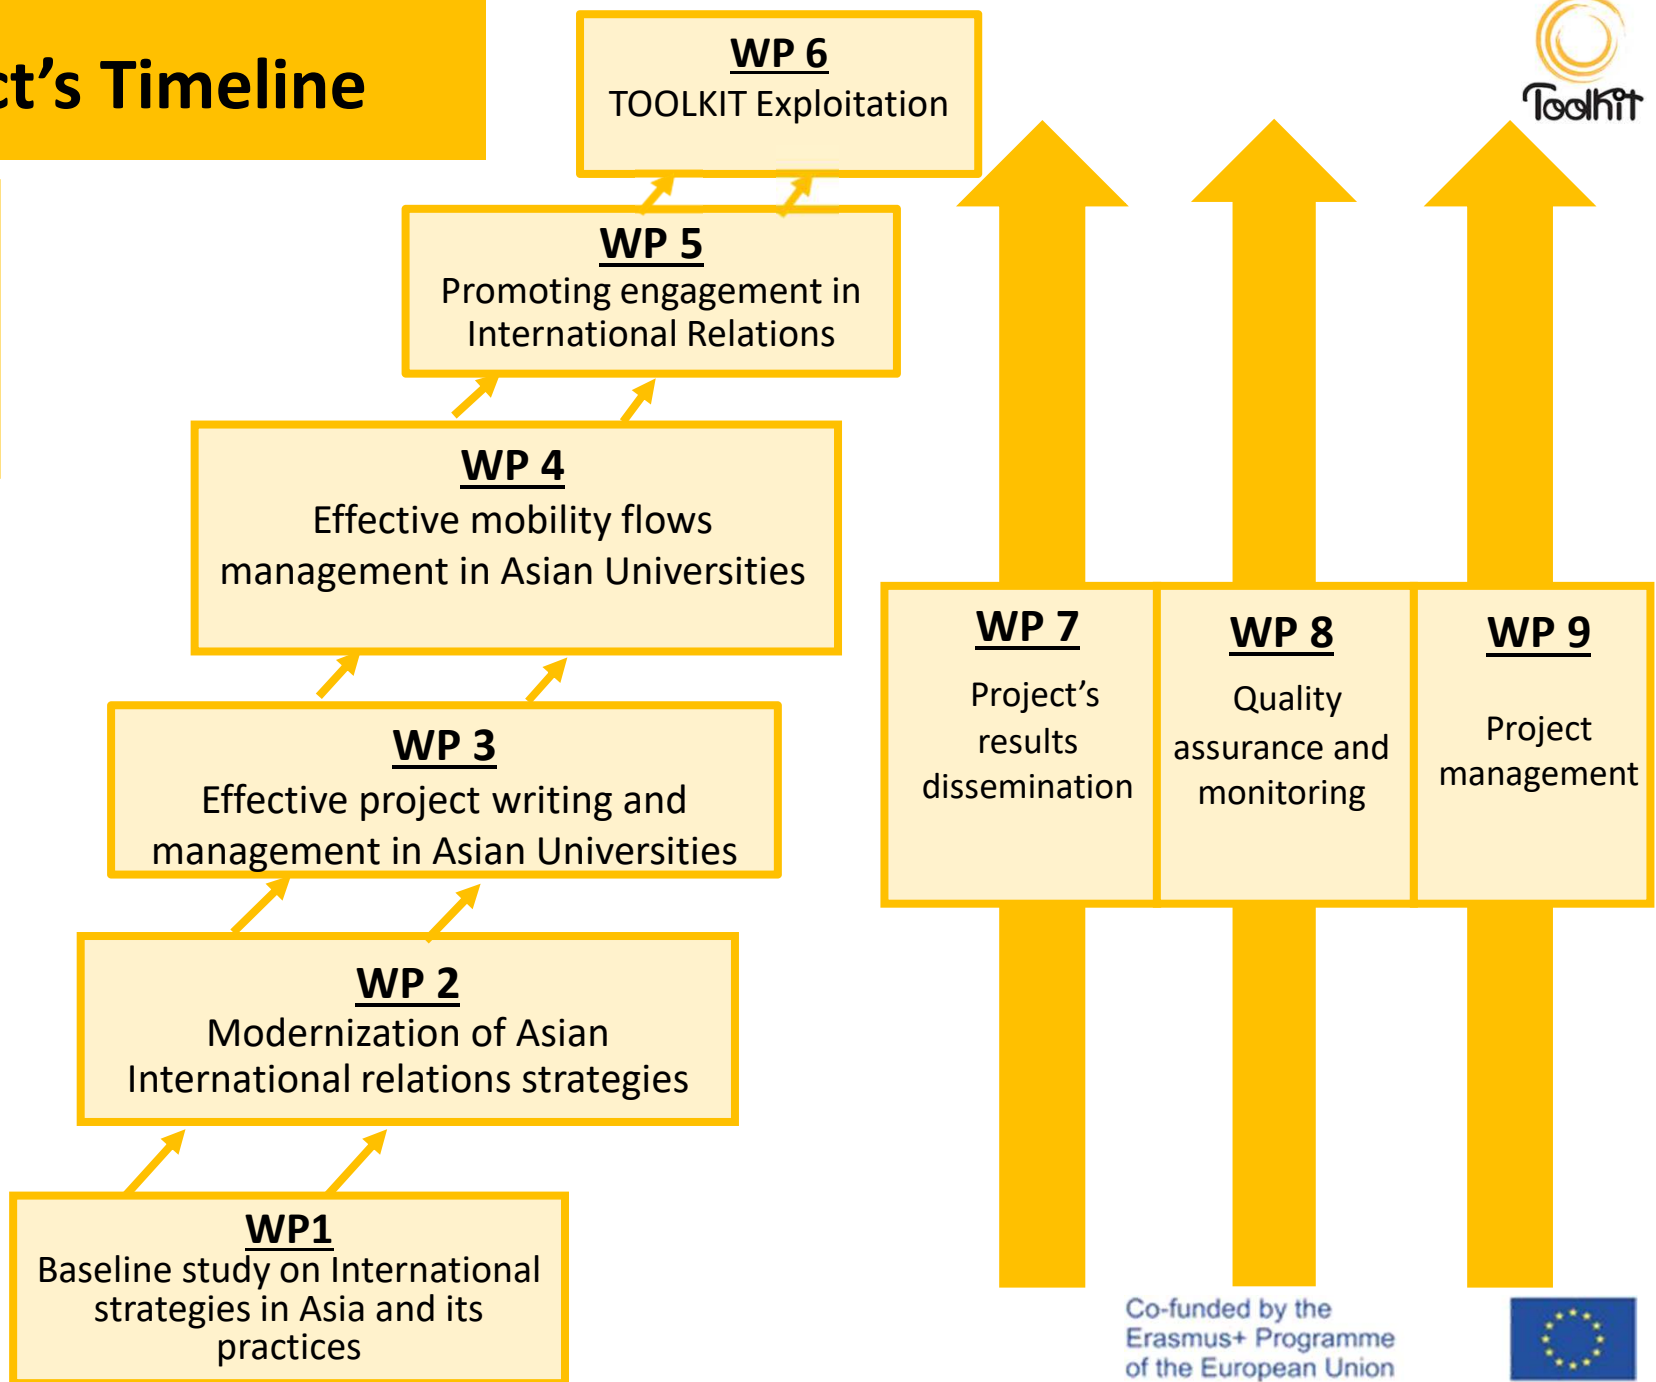 ct's Timeline
Toolkit
WP 6
TOOLKIT Exploitation
WP 5
Promoting engagement in
International Relations
WP 4
Effective mobility flows
management in Asian Universities
WP 3
Effective project writing and
management in Asian Universities
WP 2
Modernization of Asian
International relations strategies
WP1
Baseline study on International
strategies in Asia and its
practices
WP 7
Project’s
results
dissemination
WP 8
Quality
assurance and
monitoring
WP 9
Project
management
Co-funded by the
Erasmus+ Programme
of the European Union